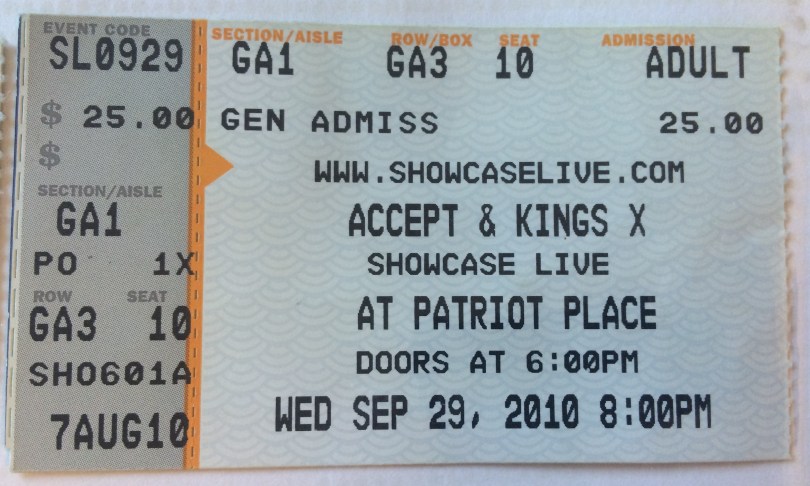 EVENT CODE
SL0929
$ 25.00
$
SECTION/AISLE
GA1
PO 1X
ROW SEAT
GA3 10
SHO601A
7AUG10
SECTION/AISLE ROW/BOX SEAT ADMISSION
GA1 GA3 10 ADULT
GEN ADMISS 25.00
WWW.SHOWCASELIVE.COM
ACCEPT & KINGS X
SHOWCASE LIVE
AT PATRIOT PLACE
DOORS AT 6:00PM
WED SEP 29, 2010 8:00PM